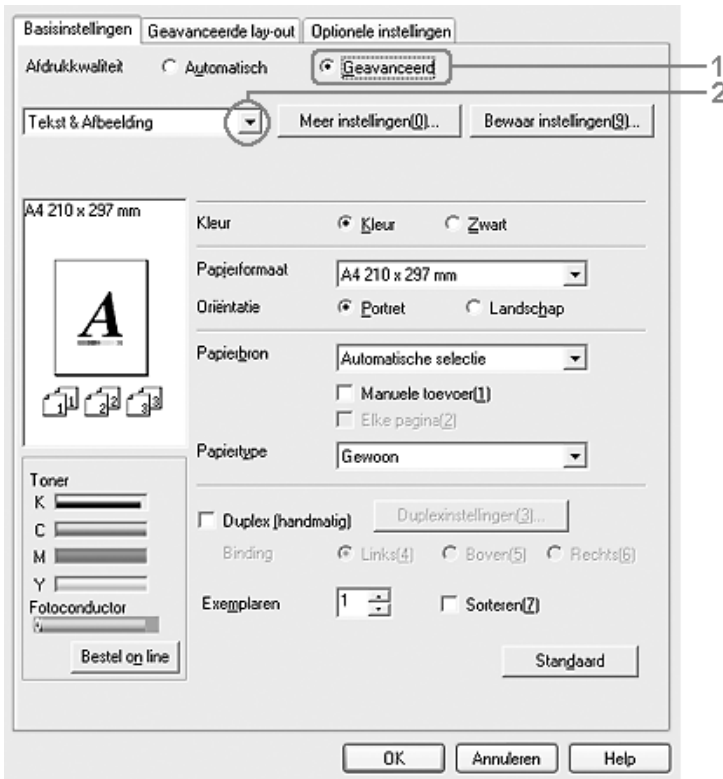 Basisinstellingen Geavanceerde lay-out Optionele instellingen
Afdrukkwaliteit Automatisch Geavanceerd 1
2
Tekst & Afbeelding Meer instellingen(0)... Bewaar instellingen(9)...
A4 210 x 297 mm
A
11 22 33
Kleur Kleur Zwart
Papierformaat A4 210 x 297 mm
Oriëntatie Portret Landschap
Papierbron Automatische selectie
Manuele toevoer(1)
Elke pagina(2)
Papiertype Gewoon
Toner
K
C
M
Y
Fotoconductor
Bestel on line
Duplex (handmatig) Duplexinstellingen(3)...
Binding Links(4) Boven(5) Rechts(6)
Exemplaren 1 Sorteren(7)
Standaard
OK Annuleren Help